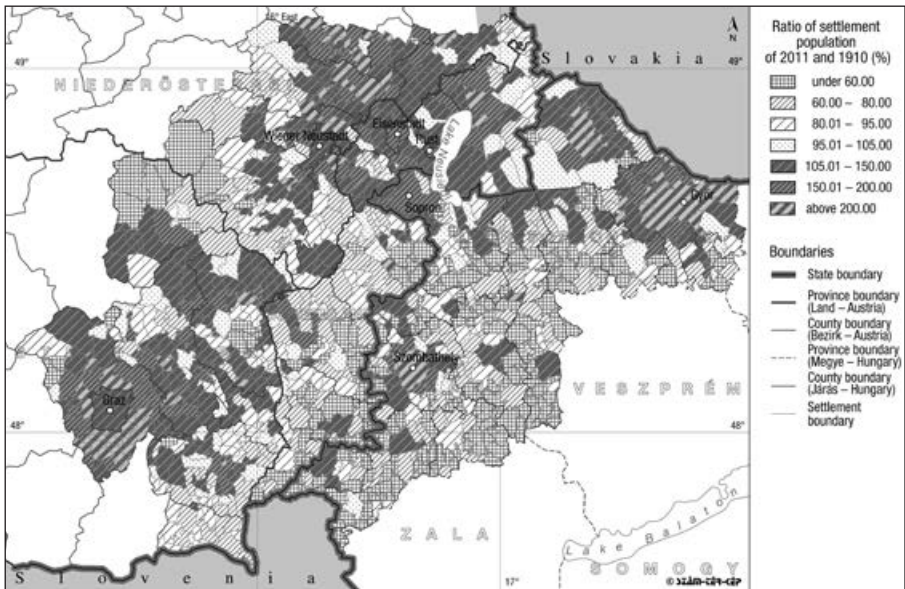 16° East
49°
Slovakia
49°
NIEDERÖSTERREICH
Eisenstadt
Wiener Neustadt
Rust
Lake Neusiedl
Sopron
Győr
Szombathely
Graz
VESZPRÉM
48°
48°
ZALA
Lake Balaton
SOMOGY
Slovenia
17°
N
Ratio of settlement
population
of 2011 and 1910 (%)
under 60.00
60.00 – 80.00
80.01 – 95.00
95.01 – 105.00
105.01 – 150.00
150.01 – 200.00
above 200.00
Boundaries
State boundary
Province boundary
(Land – Austria)
County boundary
(Bezirk – Austria)
Province boundary
(Megye – Hungary)
County boundary
(Járás – Hungary)
Settlement
boundary